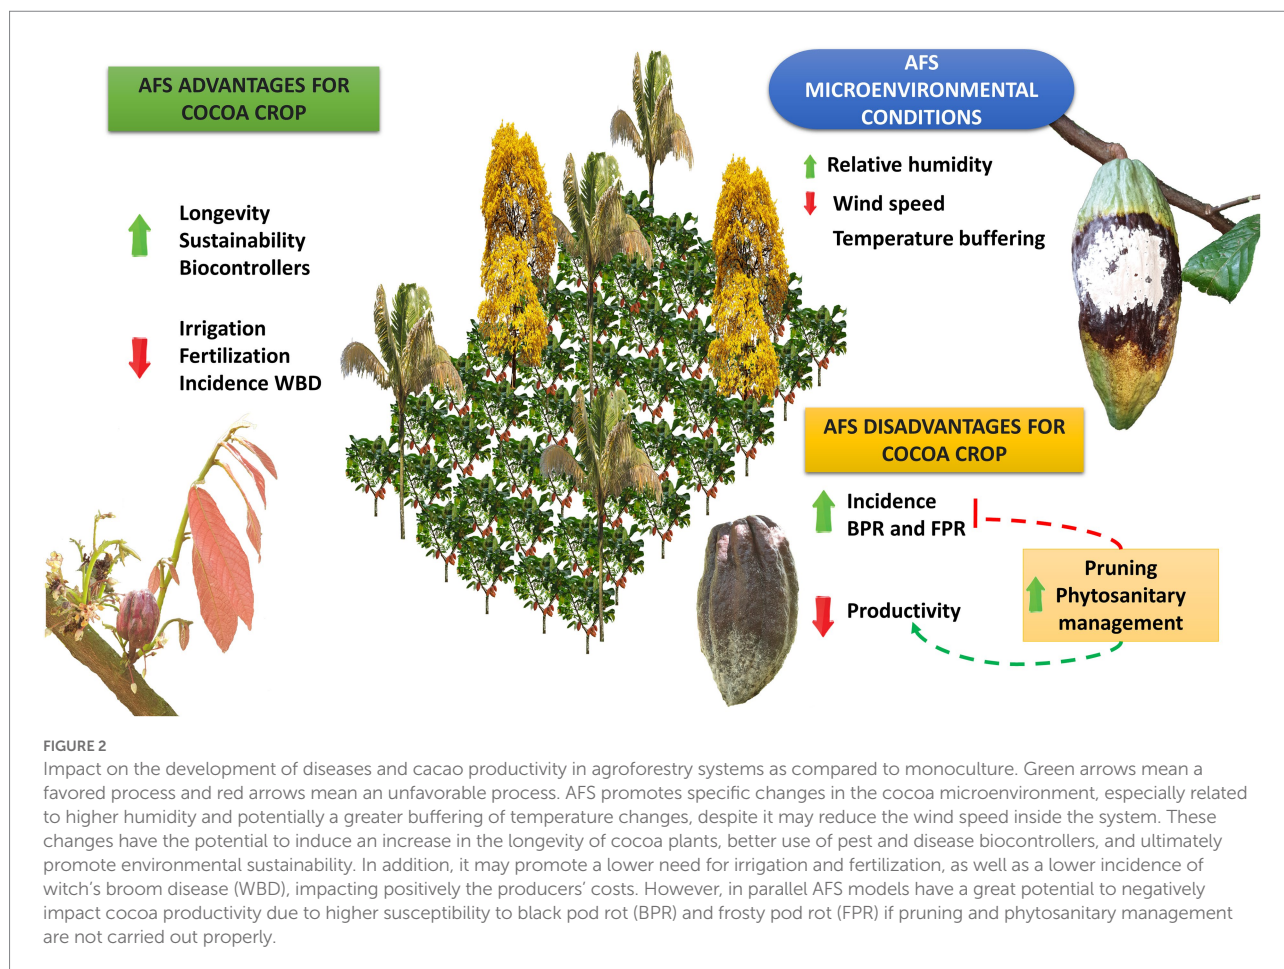 AFS ADVANTAGES FOR
COCOA CROP
Longevity
Sustainability
Biocontrollers
Irrigation
Fertilization
Incidence WBD
AFS
MICROENVIRONMENTAL
CONDITIONS
Relative humidity
Wind speed
Temperature buffering
AFS DISADVANTAGES FOR
COCOA CROP
Incidence
BPR and FPR
Productivity
Pruning
Phytosanitary
management
FIGURE 2
Impact on the development of diseases and cacao productivity in agroforestry systems as compared to monoculture. Green arrows mean a
favored process and red arrows mean an unfavorable process. AFS promotes specific changes in the cocoa microenvironment, especially related
to higher humidity and potentially a greater buffering of temperature changes, despite it may reduce the wind speed inside the system. These
changes have the potential to induce an increase in the longevity of cocoa plants, better use of pest and disease biocontrollers, and ultimately
promote environmental sustainability. In addition, it may promote a lower need for irrigation and fertilization, as well as a lower incidence of
witch's broom disease (WBD), impacting positively the producers' costs. However, in parallel AFS models have a great potential to negatively
impact cocoa productivity due to higher susceptibility to black pod rot (BPR) and frosty pod rot (FPR) if pruning and phytosanitary management
are not carried out properly.